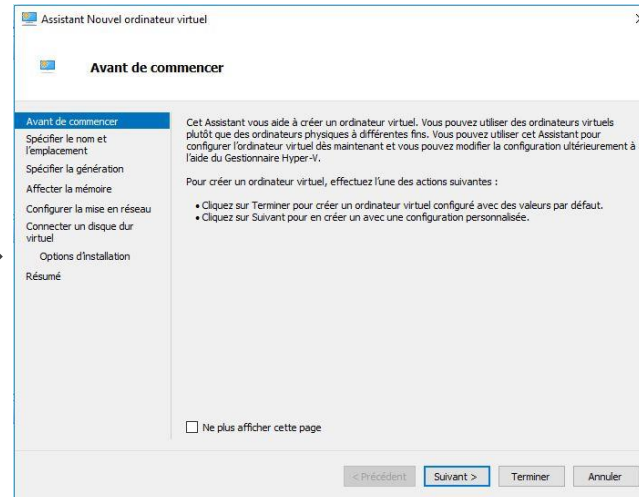 Assistant Nouvel ordinateur virtuel
Avant de commencer
Avant de commencer
Spécifier le nom et
l'emplacement
Spécifier la génération
Affecter la mémoire
Configurer la mise en réseau
Connecter un disque dur
virtuel
Options d'installation
Résumé
Cet Assistant vous aide à créer un ordinateur virtuel. Vous pouvez utiliser des ordinateurs virtuels
plutôt que des ordinateurs physiques à différentes fins. Vous pouvez utiliser cet Assistant pour
configurer l'ordinateur virtuel dès maintenant et vous pouvez modifier la configuration ultérieurement à
l'aide du Gestionnaire Hyper-V.
Pour créer un ordinateur virtuel, effectuez l'une des actions suivantes :
• Cliquez sur Terminer pour créer un ordinateur virtuel configuré avec des valeurs par défaut.
• Cliquez sur Suivant pour en créer un avec une configuration personnalisée.
Ne plus afficher cette page
< Précédent Suivant > Terminer Annuler